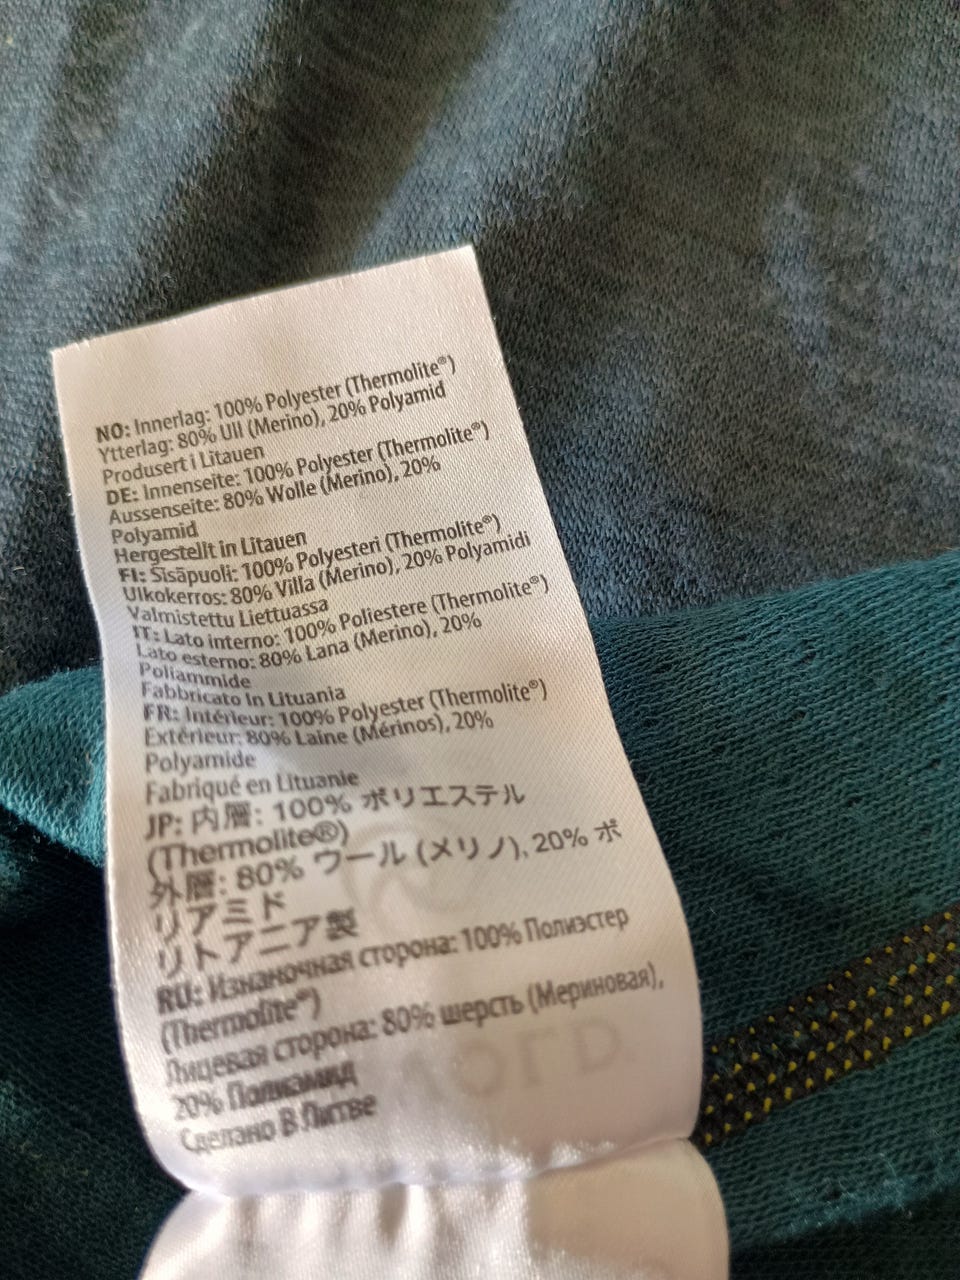 NO: Innerlag: 100% Polyester (Thermolite®)
Ytterlag: 80% Ull (Merino), 20% Polyamid
Produsert i Litauen
DE: Innenseite: 100% Polyester (Thermolite®)
Aussenseite: 80% Wolle (Merino), 20%
Polyamid
Hergestellt in Litauen
FI: Sisäpuoli: 100% Polyesteri (Thermolite®)
Ulkokerros: 80% Villa (Merino), 20% Polyamidi
Valmistettu Liettuassa
IT: Lato interno: 100% Poliestere (Thermolite®)
Lato esterno: 80% Lana (Merino), 20%
Poliammide
Fabbricato in Lituania
FR: Intérieur: 100% Polyester (Thermolite®)
Extérieur: 80% Laine (Mérinos), 20%
Polyamide
Fabriqué en Lituanie
JP: 内層: 100% ポリエステル
(Thermolite®)
外層: 80% ウール (メリノ), 20% ポ
リアミド
リトアニア製
RU: Изнаночная сторона: 100% Полиэстер
(Thermolite®)
Лицевая сторона: 80% шерсть (Мериновая),
20% Полиамид
Сделано В Литве